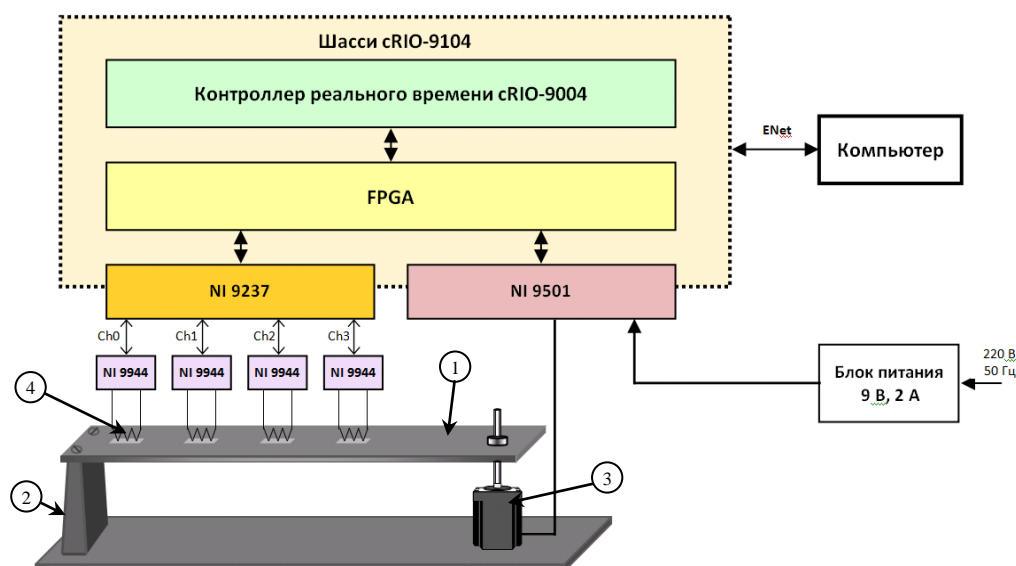 Шасси cRIO-9104
Контроллер реального времени cRIO-9004
ENet
Компьютер
FPGA
NI 9237
NI 9501
Ch0
Ch1
Ch2
Ch3
NI 9944
NI 9944
NI 9944
NI 9944
1
4
220 В
50 Гц
Блок питания
9 В, 2 А
2
3